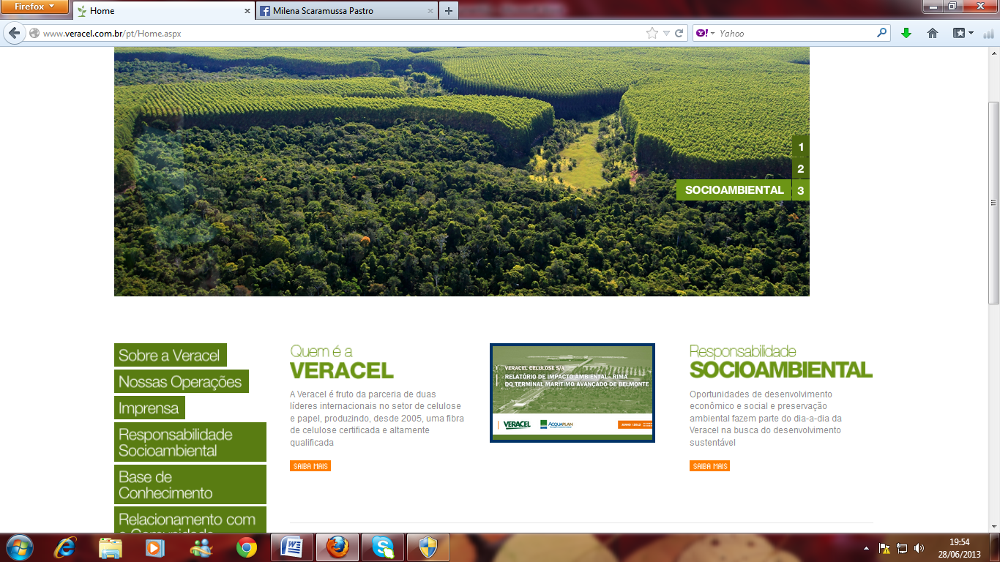 Firefox
Home
Milena Scaramussa Pastro
www.veracel.com.br/pt/Home.aspx
Yahoo
1
2
SOCIOAMBIENTAL 3
Sobre a Veracel
Nossas Operações
Imprensa
Responsabilidade
Socioambiental
Base de
Conhecimento
Relacionamento com
a Comunidade
Quem é a
VERACEL
A Veracel é fruto da parceria de duas
líderes internacionais no setor de celulose
e papel, produzindo, desde 2005, uma fibra
de celulose certificada e altamente
qualificada
SAIBA MAIS
VERACEL CELULOSE S/A
RELATÓRIO DE IMPACTO AMBIENTAL - RIMA
DO TERMINAL MARÍTIMO AVANÇADO DE BELMONTE
VERACEL
ACQUAPLAN
Responsabilidade
SOCIOAMBIENTAL
Oportunidades de desenvolvimento
econômico e social e preservação
ambiental fazem parte do dia-a-dia da
Veracel na busca do desenvolvimento
sustentável
SAIBA MAIS
19:54
28/06/2013